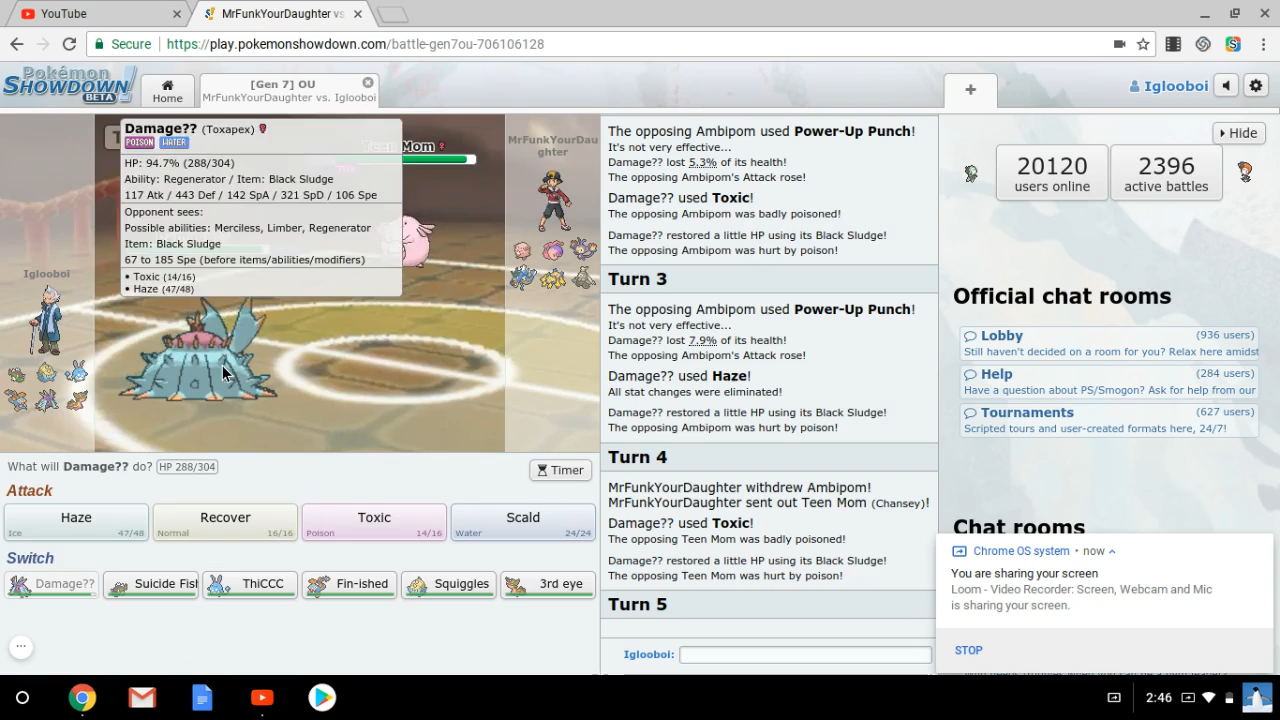 YouTube
MrFunkYourDaughter vs
Secure
https://play.pokemonshowdown.com/battle-gen7ou-706106128
Pokémon
SHOWDOWN
BETA
Home
[Gen 7] OU
MrFunkYourDaughter vs. Iglooboi
+
Iglooboi
Damage?? (Toxapex)
POISON WATER
HP: 94.7% (288/304)
Ability: Regenerator / Item: Black Sludge
117 Atk / 443 Def / 142 SpA / 321 SpD / 106 Spe
Opponent sees:
Possible abilities: Merciless, Limber, Regenerator
Item: Black Sludge
67 to 185 Spe (before items/abilities/modifiers)
• Toxic (14/16)
• Haze (47/48)
Mom
MrFunkYourDau
ghter
Iglooboi
What will Damage?? do? HP 288/304
Timer
Attack
Haze
Ice 47/48
Recover
Normal 16/16
Toxic
Poison 14/16
Scald
Water 24/24
Switch
Damage??
Suicide Fisl
ThiCCC
Fin-ished
Squiggles
3rd eye
...
The opposing Ambipom used Power-Up Punch!
It's not very effective...
Damage?? lost 5.3% of its health!
The opposing Ambipom's Attack rose!
Damage?? used Toxic!
The opposing Ambipom was badly poisoned!
Damage?? restored a little HP using its Black Sludge!
The opposing Ambipom was hurt by poison!
Turn 3
The opposing Ambipom used Power-Up Punch!
It's not very effective...
Damage?? lost 7.9% of its health!
The opposing Ambipom's Attack rose!
Damage?? used Haze!
All stat changes were eliminated!
Damage?? restored a little HP using its Black Sludge!
The opposing Ambipom was hurt by poison!
Turn 4
MrFunkYourDaughter withdrew Ambipom!
MrFunkYourDaughter sent out Teen Mom (Chansey)!
Damage?? used Toxic!
The opposing Teen Mom was badly poisoned!
Damage?? restored a little HP using its Black Sludge!
The opposing Teen Mom was hurt by poison!
Turn 5
Iglooboi:
Hide
20120
users online
2396
active battles
Official chat rooms
Lobby (936 users)
Still haven't decided on a room for you? Relax here amidst
Help (284 users)
Have a question about PS/Smogon? Ask for help from our
Tournaments (627 users)
Scripted tours and user-created formats here, 24/7!
Chat rooms
Chrome OS system • now
You are sharing your screen
Loom - Video Recorder: Screen, Webcam and Mic
is sharing your screen.
STOP
2:46